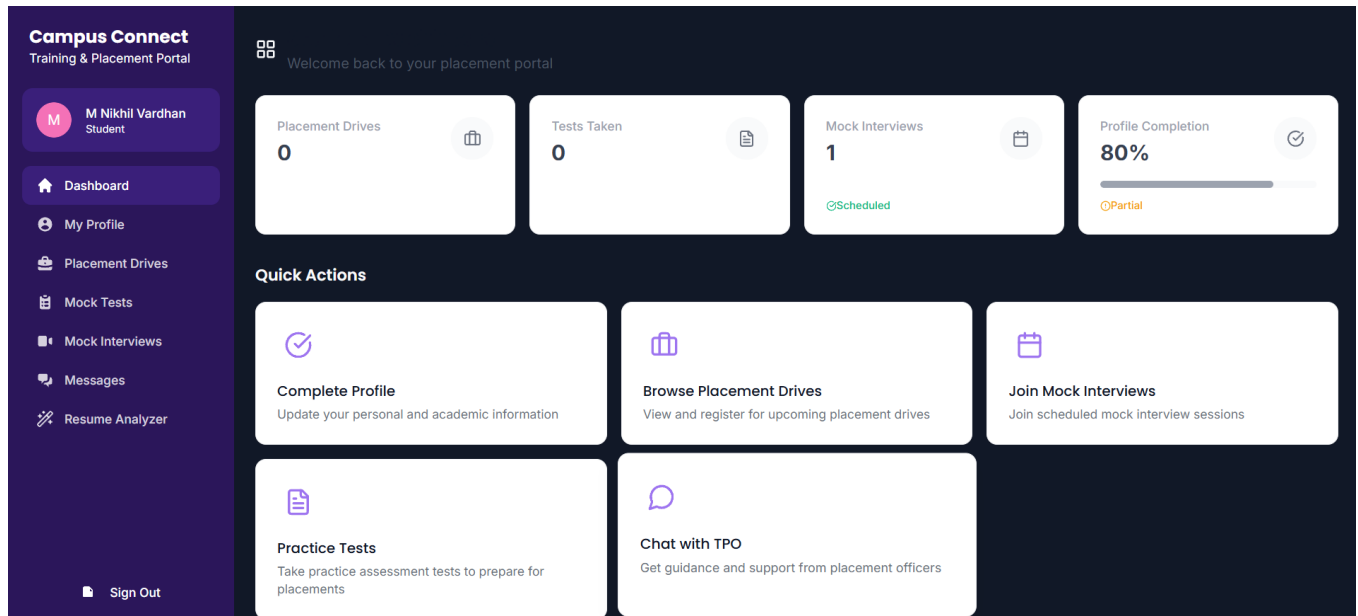 Campus Connect
Training & Placement Portal
M
M Nikhil Vardhan
Student
Dashboard
My Profile
Placement Drives
Mock Tests
Mock Interviews
Messages
Resume Analyzer
Sign Out
Welcome back to your placement portal
Placement Drives
0
Tests Taken
0
Mock Interviews
1
Scheduled
Profile Completion
80%
Partial
Quick Actions
Complete Profile
Update your personal and academic information
Browse Placement Drives
View and register for upcoming placement drives
Join Mock Interviews
Join scheduled mock interview sessions
Practice Tests
Take practice assessment tests to prepare for
placements
Chat with TPO
Get guidance and support from placement officers